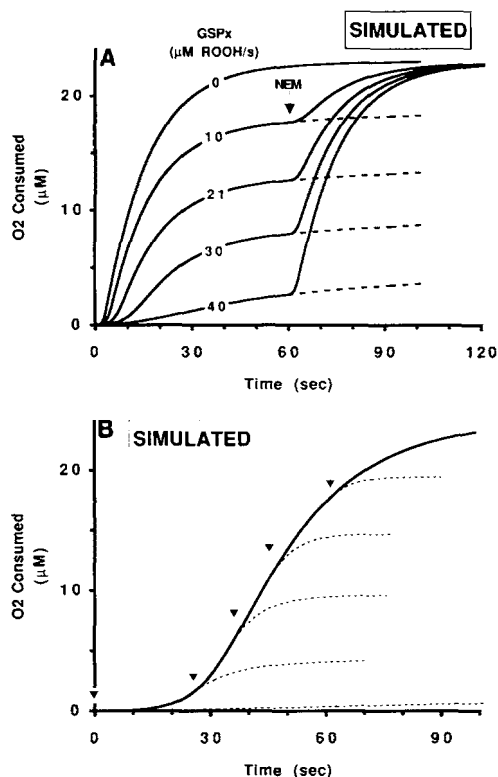 A
GSPx
(μM ROOH/s)
SIMULATED
NEM
0
10
21
30
40
O2 Consumed
(μM)
20
10
0
0 30 60 90 120
Time (sec)
B
SIMULATED
O2 Consumed
(μM)
20
10
0
0 30 60 90
Time (sec)